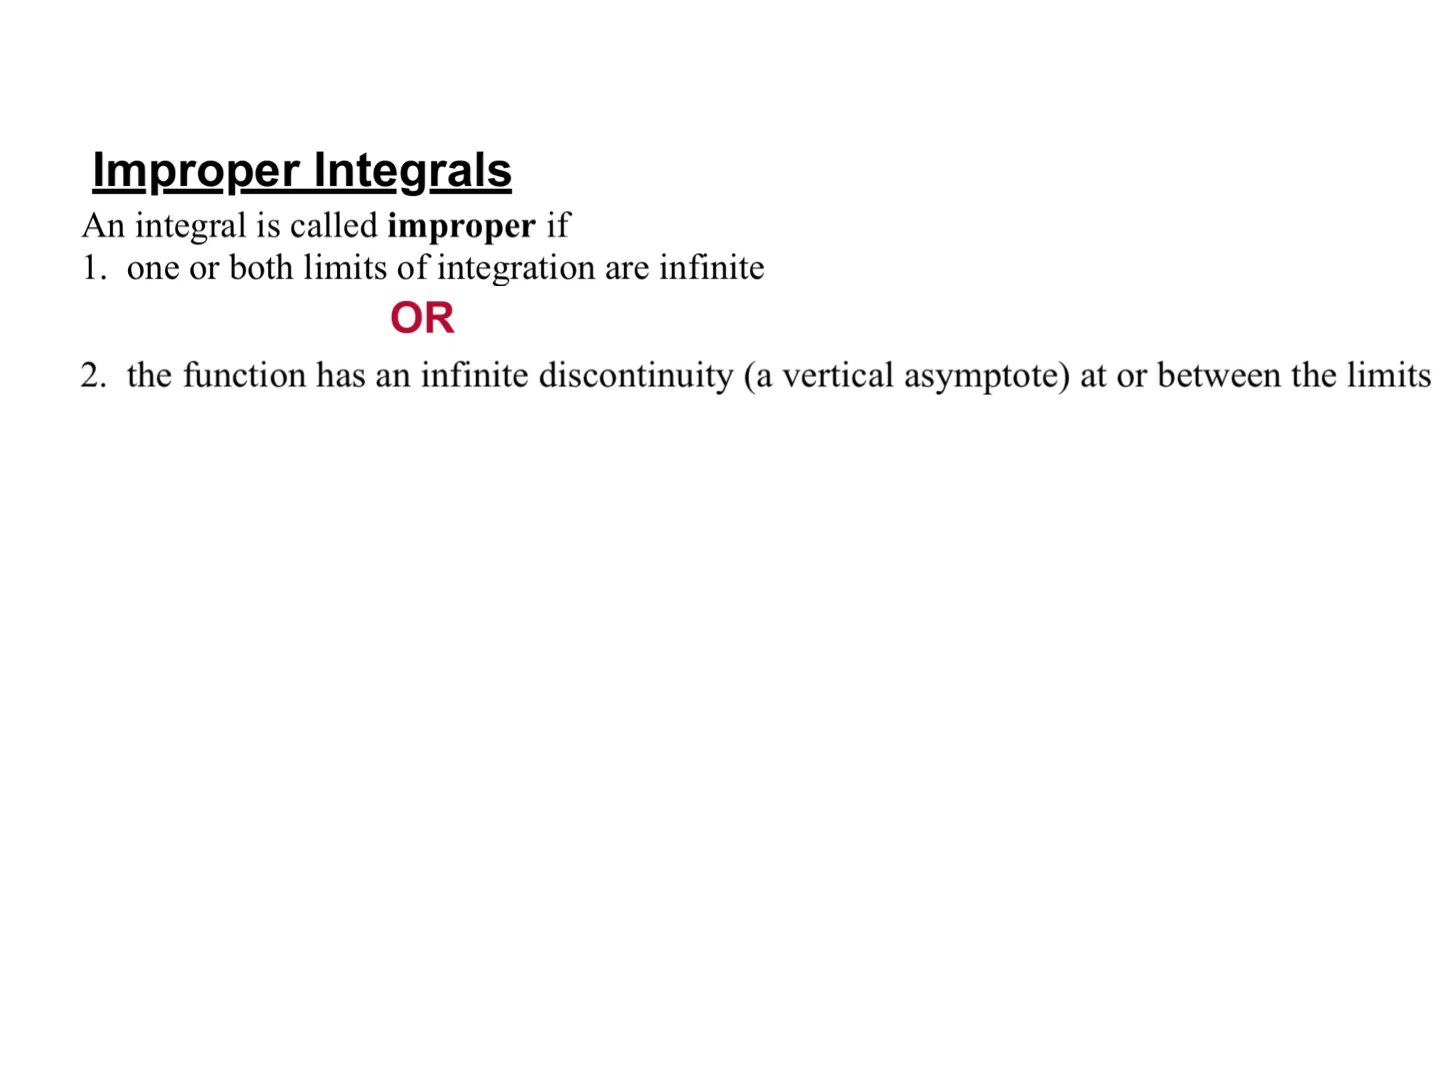 Improper Integrals
An integral is called improper if
1. one or both limits of integration are infinite
OR
2. the function has an infinite discontinuity (a vertical asymptote) at or between the limits